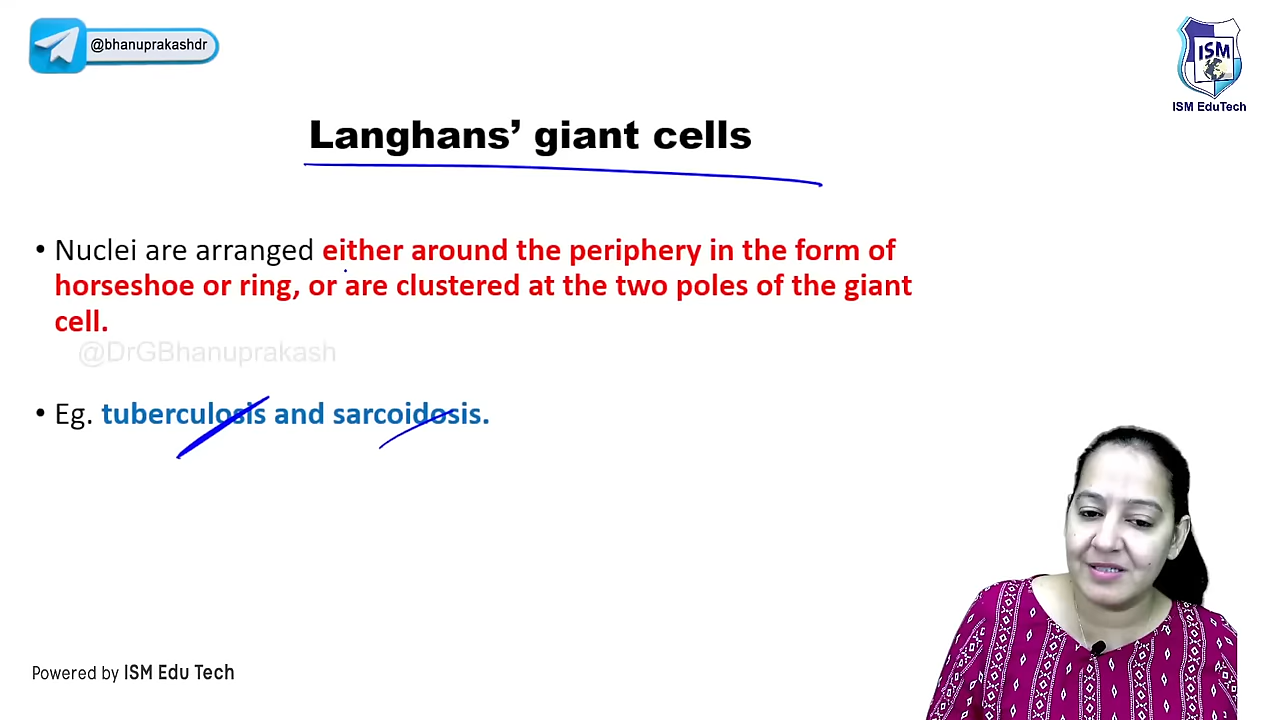 @bhanuprakashdr
ISM
ISM EduTech
Langhans’ giant cells
• Nuclei are arranged either around the periphery in the form of
horseshoe or ring, or are clustered at the two poles of the giant
cell.
@DrGBhanuprakash
• Eg. tuberculosis and sarcoidosis.
Powered by ISM Edu Tech